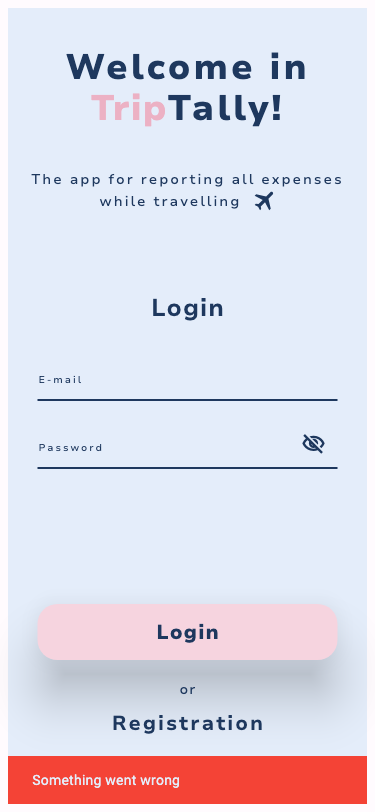 Welcome in
TripTally!
The app for reporting all expenses
while travelling
Login
E-mail
Password
Login
or
Registration
Something went wrong